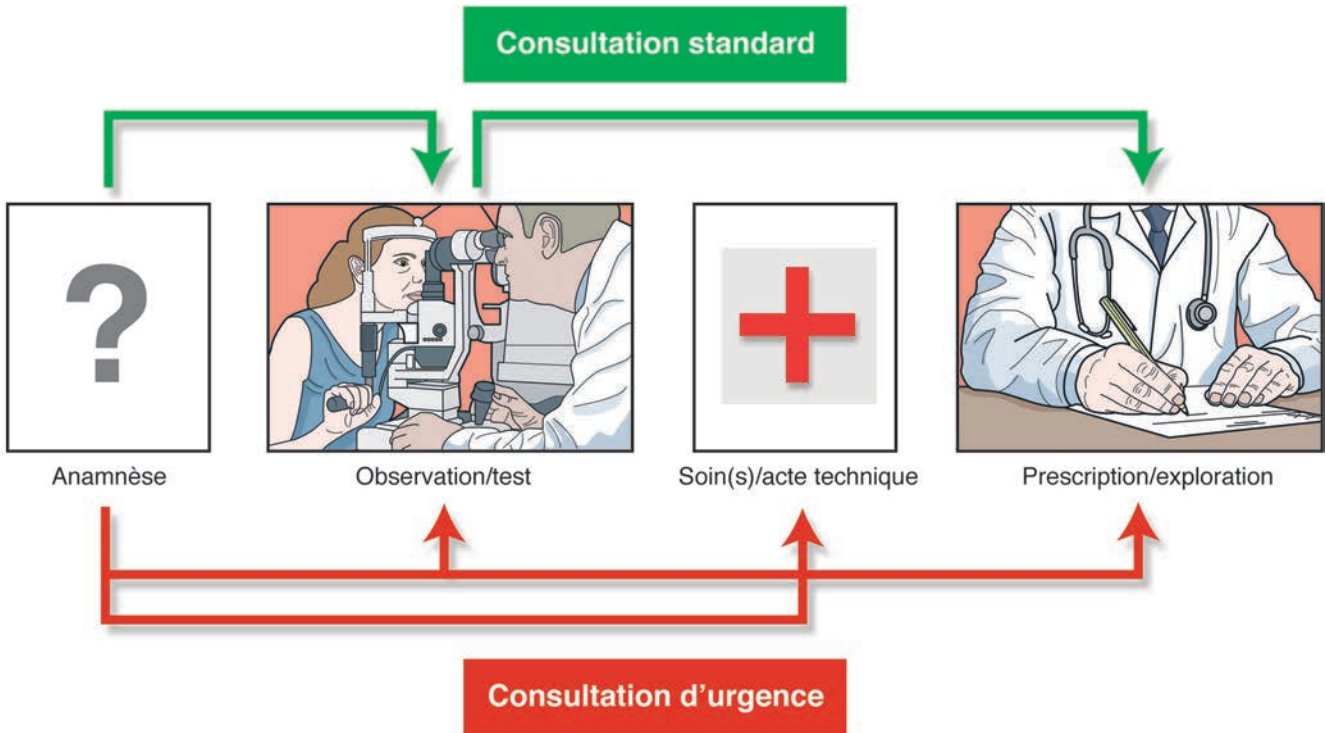 Consultation standard
?
Anamnèse
Observation/test
Soin(s)/acte technique
Prescription/exploration
Consultation d'urgence